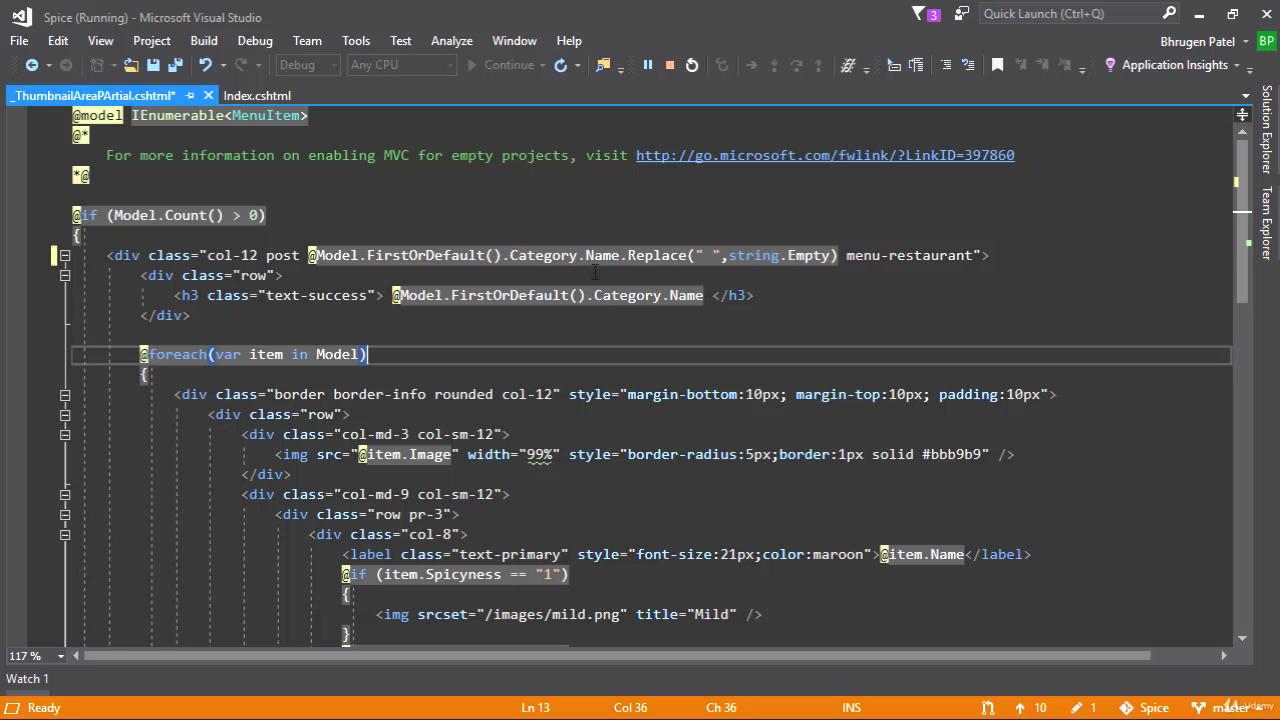 Spice (Running) - Microsoft Visual Studio
3
Quick Launch (Ctrl+Q)
File Edit View Project Build Debug Team Tools Test Analyze Window Help
Bhrugen Patel BP
Debug Any CPU Continue Application Insights
_ThumbnailAreaPArtial.cshtml* Index.cshtml
@model IEnumerable<MenuItem>
@*
For more information on enabling MVC for empty projects, visit http://go.microsoft.com/fwlink/?LinkID=397860
*@
@if (Model.Count() > 0)
{
<div class="col-12 post @Model.FirstOrDefault().Category.Name.Replace(" ",string.Empty) menu-restaurant">
<div class="row">
<h3 class="text-success"> @Model.FirstOrDefault().Category.Name </h3>
</div>
@foreach(var item in Model)
{
<div class="border border-info rounded col-12" style="margin-bottom:10px; margin-top:10px; padding:10px">
<div class="row">
<div class="col-md-3 col-sm-12">
<img src="@item.Image" width="99%" style="border-radius:5px;border:1px solid #bbb9b9" />
</div>
<div class="col-md-9 col-sm-12">
<div class="row pr-3">
<div class="col-8">
<label class="text-primary" style="font-size:21px;color:maroon">@item.Name</label>
@if (item.Spicyness == "1")
{
<img srcset="/images/mild.png" title="Mild" />
}
117 %
Solution Explorer
Team Explorer
Watch 1
Ready Ln 13 Col 36 Ch 36 INS 10 1 Spice master
Udemy